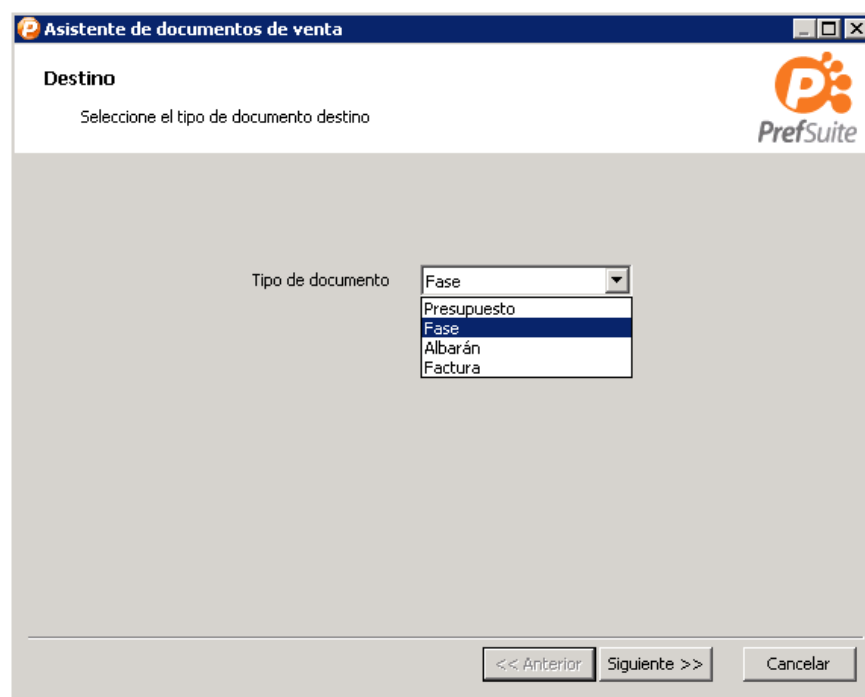 Asistente de documentos de venta
Destino
Seleccione el tipo de documento destino
PrefSuite
Tipo de documento
Fase
Presupuesto
Fase
Albarán
Factura
<< Anterior
Siguiente >>
Cancelar